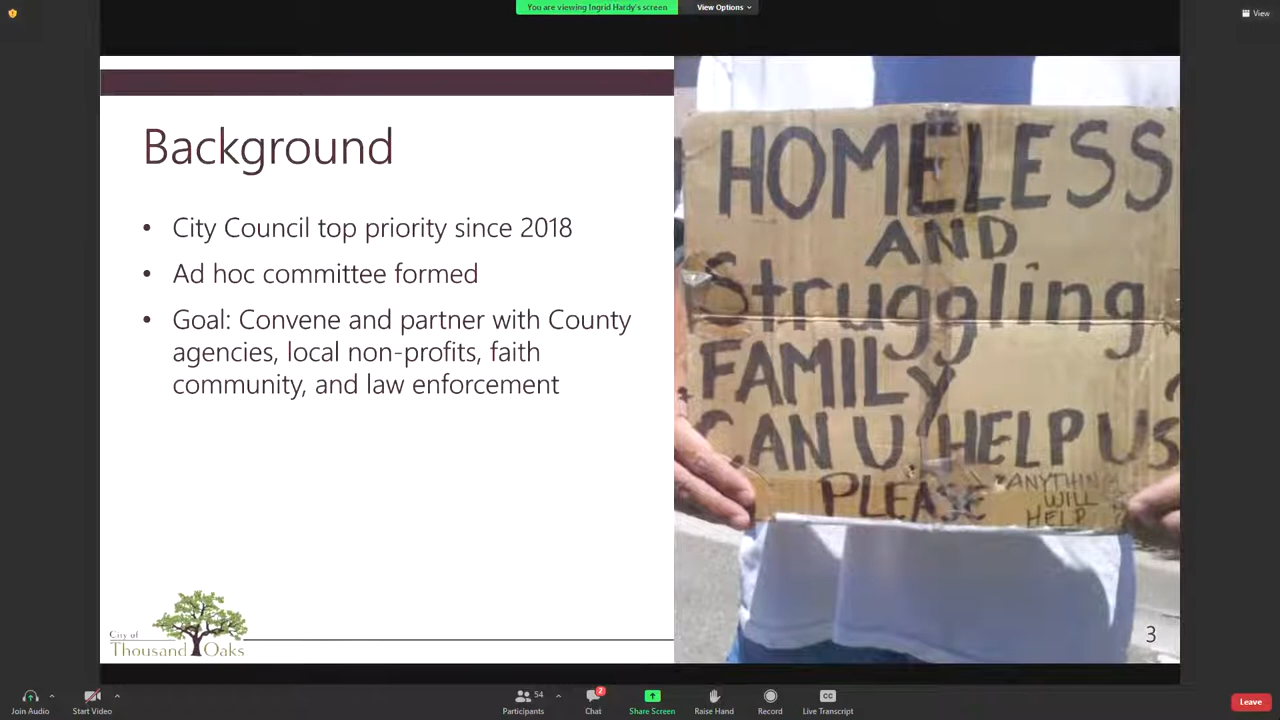 You are viewing Ingrid Hardy's screen
View Options
View
Background
• City Council top priority since 2018
• Ad hoc committee formed
• Goal: Convene and partner with County
agencies, local non-profits, faith
community, and law enforcement
HOMELESS
AND
Struggling
FAMILY
CAN U HELP US?
PLEASE
ANYTHING
WILL
HELP
City of
Thousand Oaks
3
Join Audio
Start Video
54
Participants
2
Chat
Share Screen
Raise Hand
Record
CC
Live Transcript
Leave